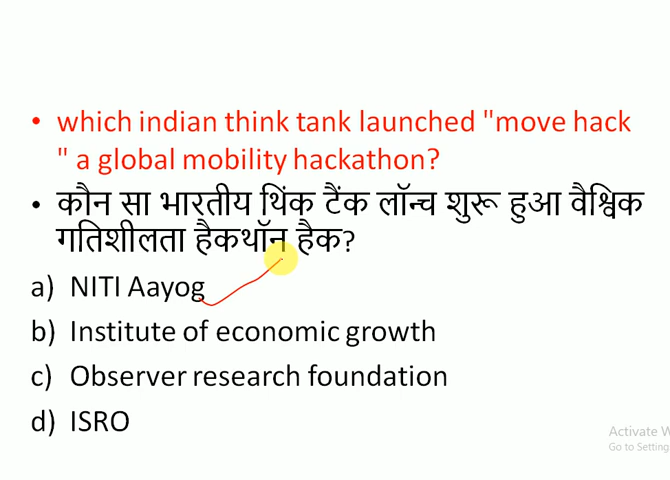 • which indian think tank launched "move hack
" a global mobility hackathon?
• कौन सा भारतीय थिंक टैंक लॉन्च शुरू हुआ वैश्विक
गतिशीलता हैकथॉन हैक?
a) NITI Aayog
b) Institute of economic growth
c) Observer research foundation
d) ISRO
Activate W
Go to Setting